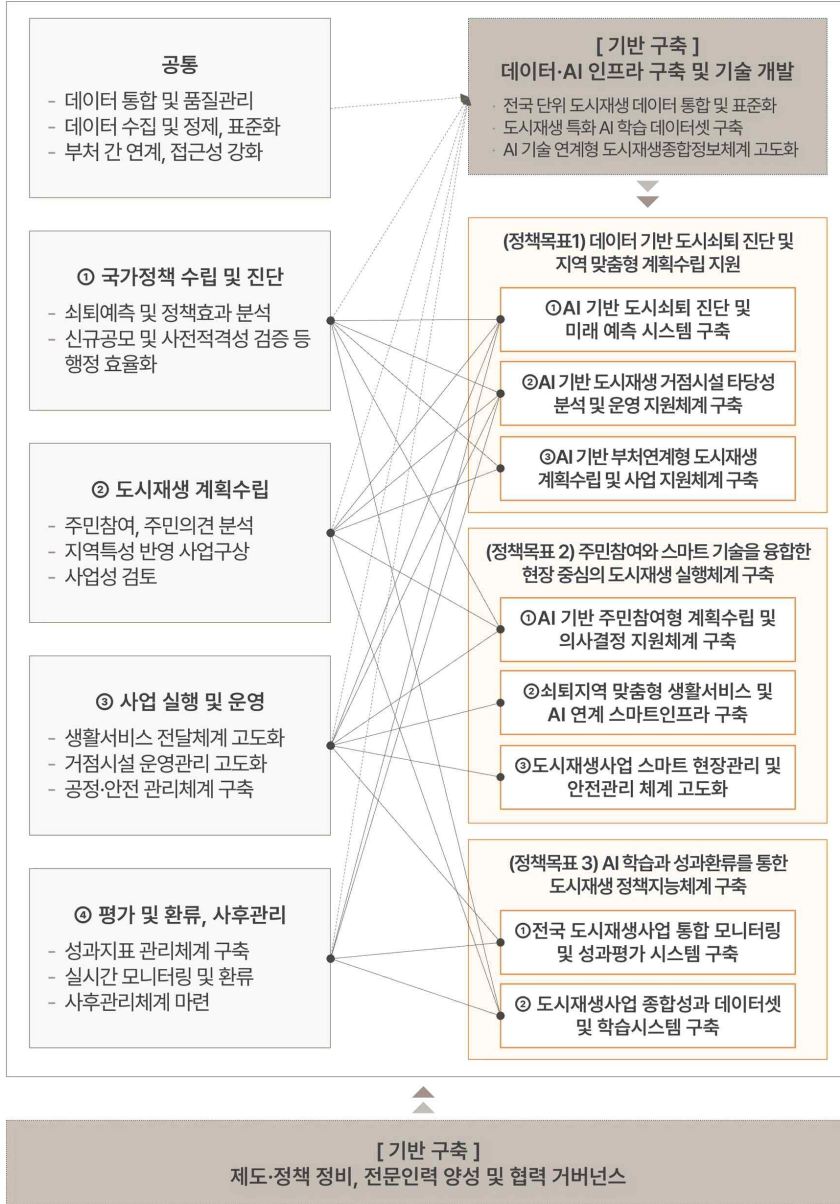 공통
- 데이터 통합 및 품질관리
- 데이터 수집 및 정제, 표준화
- 부처 간 연계, 접근성 강화
① 국가정책 수립 및 진단
- 쇠퇴예측 및 정책효과 분석
- 신규공모 및 사전적격성 검증 등
행정 효율화
② 도시재생 계획수립
- 주민참여, 주민의견 분석
- 지역특성 반영 사업구상
- 사업성 검토
③ 사업 실행 및 운영
- 생활서비스 전달체계 고도화
- 거점시설 운영관리 고도화
- 공정·안전 관리체계 구축
④ 평가 및 환류, 사후관리
- 성과지표 관리체계 구축
- 실시간 모니터링 및 환류
- 사후관리체계 마련
[ 기반 구축 ]
데이터·AI 인프라 구축 및 기술 개발
· 전국 단위 도시재생 데이터 통합 및 표준화
· 도시재생 특화 AI 학습 데이터셋 구축
· AI 기술 연계형 도시재생종합정보체계 고도화
(정책목표1) 데이터 기반 도시쇠퇴 진단 및
지역 맞춤형 계획수립 지원
①AI 기반 도시쇠퇴 진단 및
미래 예측 시스템 구축
②AI 기반 도시재생 거점시설 타당성
분석 및 운영 지원체계 구축
③AI 기반 부처연계형 도시재생
계획수립 및 사업 지원체계 구축
(정책목표 2) 주민참여와 스마트 기술을 융합한
현장 중심의 도시재생 실행체계 구축
①AI 기반 주민참여형 계획수립 및
의사결정 지원체계 구축
②쇠퇴지역 맞춤형 생활서비스 및
AI 연계 스마트인프라 구축
③도시재생사업 스마트 현장관리 및
안전관리 체계 고도화
(정책목표 3) AI 학습과 성과환류를 통한
도시재생 정책지능체계 구축
①전국 도시재생사업 통합 모니터링
및 성과평가 시스템 구축
② 도시재생사업 종합성과 데이터셋
및 학습시스템 구축
[ 기반 구축 ]
제도·정책 정비, 전문인력 양성 및 협력 거버넌스